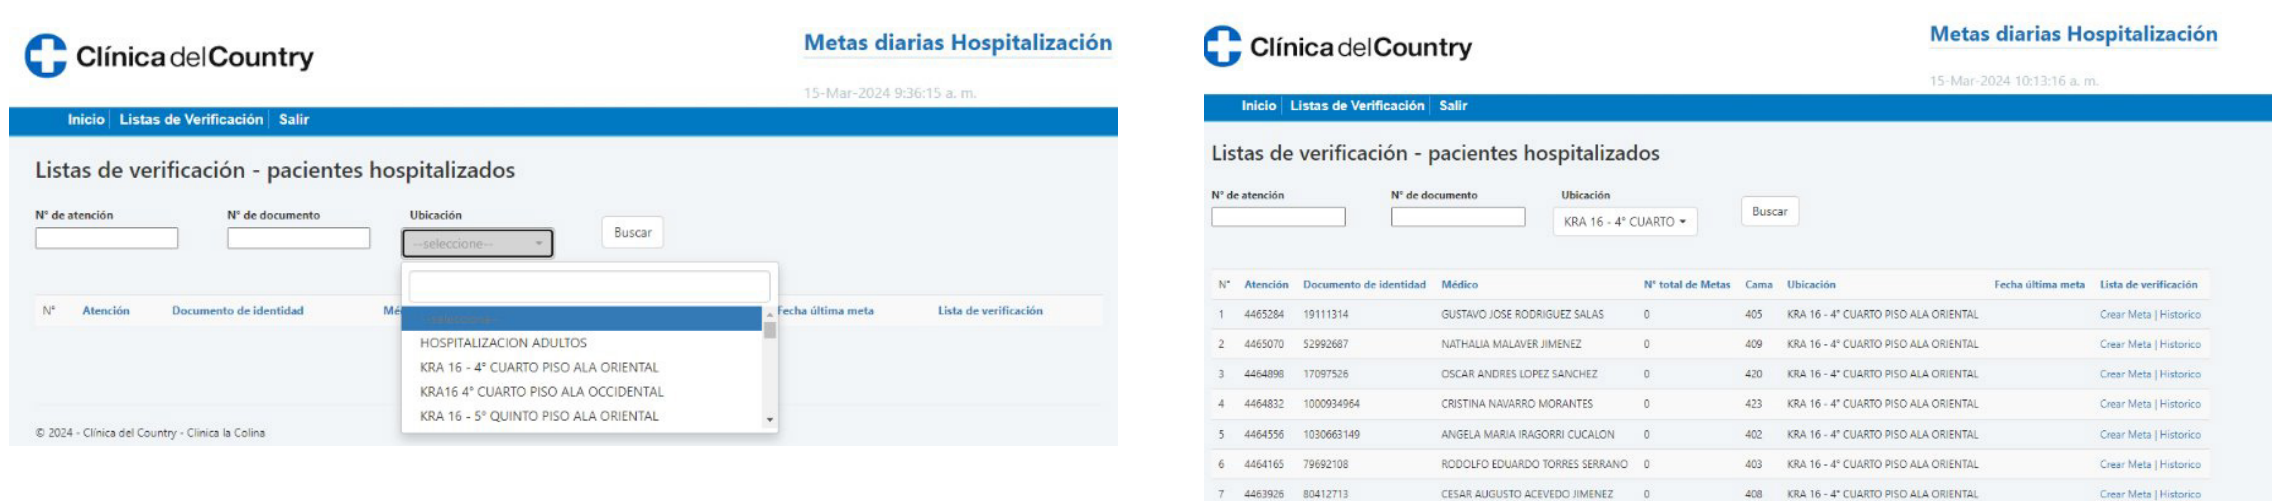 Clínica del Country
Metas diarias Hospitalización
15-Mar-2024 9:36:15 a. m.
Inicio Listas de Verificación Salir
Listas de verificación - pacientes hospitalizados
N° de atención N° de documento Ubicación
--seleccione-- Buscar
N° Atención Documento de identidad Mé Fecha última meta Lista de verificación
--seleccione--
HOSPITALIZACION ADULTOS
KRA 16 - 4° CUARTO PISO ALA ORIENTAL
KRA16 4° CUARTO PISO ALA OCCIDENTAL
KRA 16 - 5° QUINTO PISO ALA ORIENTAL
© 2024 - Clínica del Country - Clinica la Colina
Clínica del Country
Metas diarias Hospitalización
15-Mar-2024 10:13:16 a. m.
Inicio Listas de Verificación Salir
Listas de verificación - pacientes hospitalizados
N° de atención N° de documento Ubicación
KRA 16 - 4° CUARTO Buscar
N° Atención Documento de identidad Médico N° total de Metas Cama Ubicación Fecha última meta Lista de verificación
1 4465284 19111314 GUSTAVO JOSE RODRIGUEZ SALAS 0 405 KRA 16 - 4° CUARTO PISO ALA ORIENTAL Crear Meta | Historico
2 4465070 52992687 NATHALIA MALAVER JIMENEZ 0 409 KRA 16 - 4° CUARTO PISO ALA ORIENTAL Crear Meta | Historico
3 4464898 17097526 OSCAR ANDRES LOPEZ SANCHEZ 0 420 KRA 16 - 4° CUARTO PISO ALA ORIENTAL Crear Meta | Historico
4 4464832 1000934964 CRISTINA NAVARRO MORANTES 0 423 KRA 16 - 4° CUARTO PISO ALA ORIENTAL Crear Meta | Historico
5 4464556 1030663149 ANGELA MARIA IRAGORRI CUCALON 0 402 KRA 16 - 4° CUARTO PISO ALA ORIENTAL Crear Meta | Historico
6 4464165 79692108 RODOLFO EDUARDO TORRES SERRANO 0 403 KRA 16 - 4° CUARTO PISO ALA ORIENTAL Crear Meta | Historico
7 4463926 80412713 CESAR AUGUSTO ACEVEDO JIMENEZ 0 408 KRA 16 - 4° CUARTO PISO ALA ORIENTAL Crear Meta | Historico